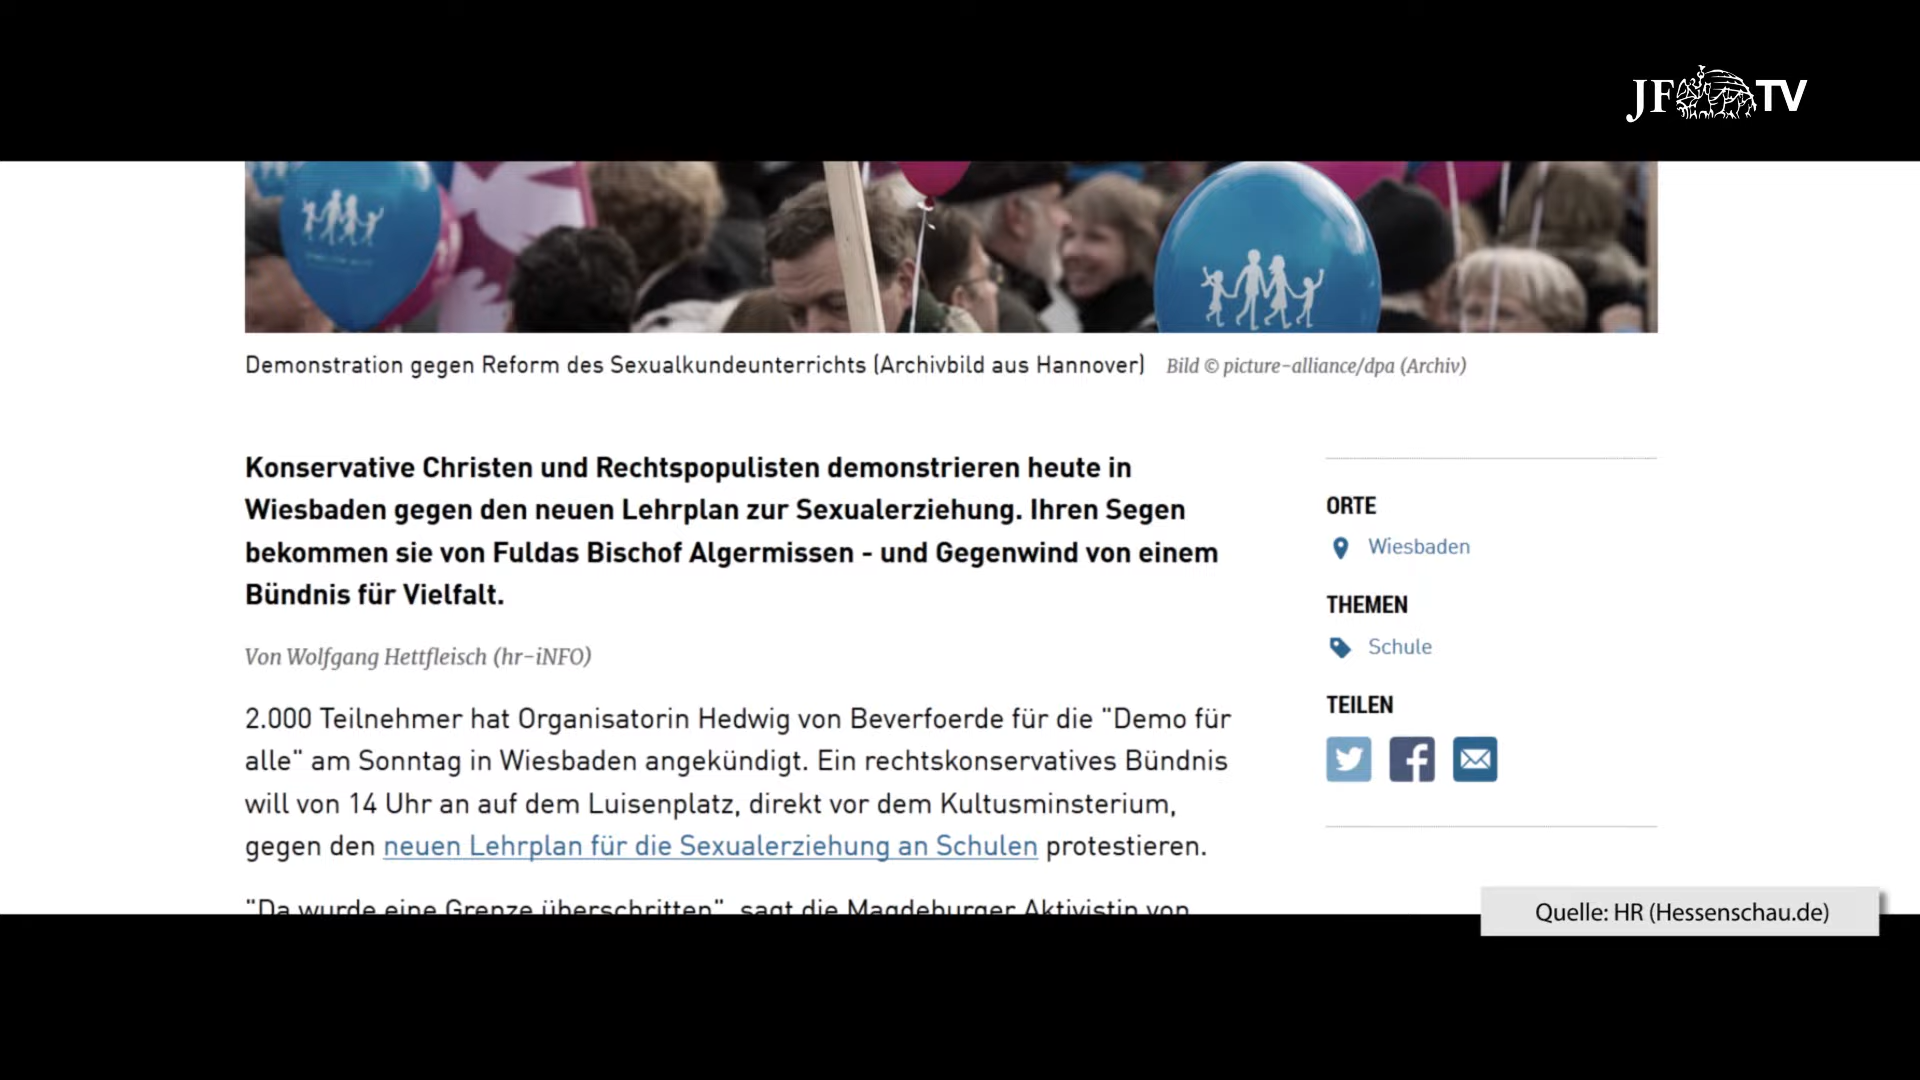 JF TV
Demonstration gegen Reform des Sexualkundeunterrichts (Archivbild aus Hannover) Bild © picture-alliance/dpa (Archiv)
Konservative Christen und Rechtspopulisten demonstrieren heute in
Wiesbaden gegen den neuen Lehrplan zur Sexualerziehung. Ihren Segen
bekommen sie von Fuldas Bischof Algermissen - und Gegenwind von einem
Bündnis für Vielfalt.
Von Wolfgang Hettfleisch (hr-iNFO)
2.000 Teilnehmer hat Organisatorin Hedwig von Beverfoerde für die "Demo für
alle" am Sonntag in Wiesbaden angekündigt. Ein rechtskonservatives Bündnis
will von 14 Uhr an auf dem Luisenplatz, direkt vor dem Kultusminsterium,
gegen den neuen Lehrplan für die Sexualerziehung an Schulen protestieren.
"Da wurde eine Grenze überschritten", sagt die Magdeburger Aktivistin von
ORTE
Wiesbaden
THEMEN
Schule
TEILEN
Quelle: HR (Hessenschau.de)